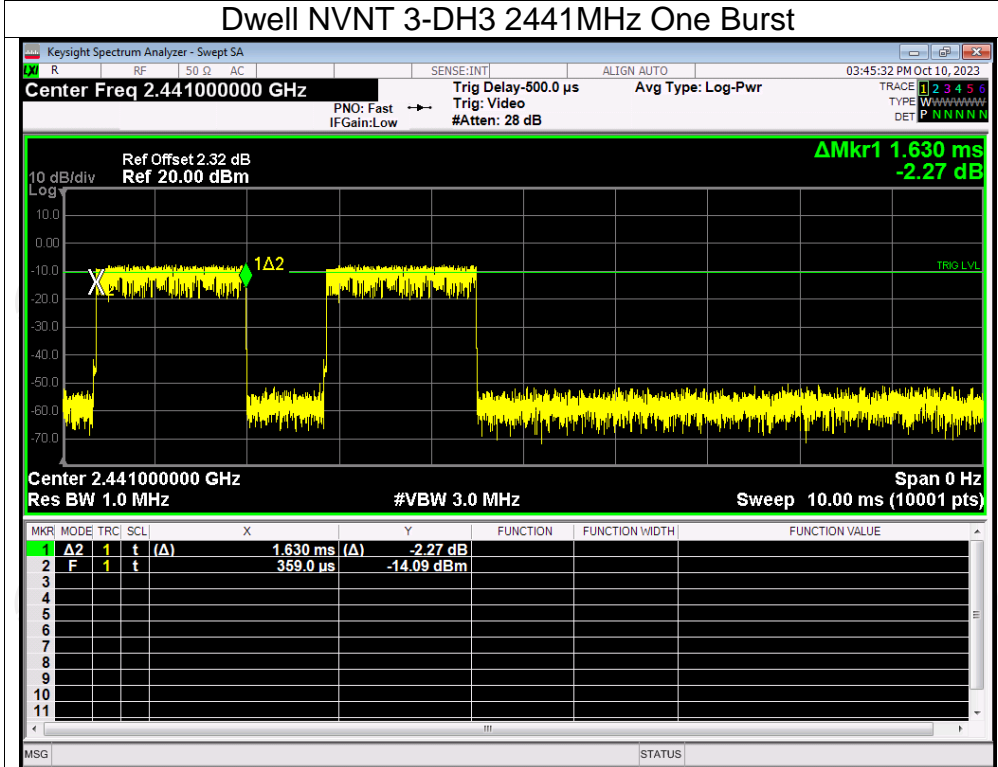 Dwell NVNT 3-DH3 2441MHz One Burst
Keysight Spectrum Analyzer - Swept SA
LXI R RF 50 Ω AC SENSE:INT ALIGN AUTO 03:45:32 PM Oct 10, 2023
Center Freq 2.441000000 GHz Trig Delay-500.0 µs Avg Type: Log-Pwr TRACE 1 2 3 4 5 6
PNO: Fast Trig: Video TYPE WWWWWW
IFGain:Low #Atten: 28 dB DET P N N N N N
ΔMkr1 1.630 ms
-2.27 dB
Ref Offset 2.32 dB
10 dB/div Ref 20.00 dBm
Log
10.0
0.00
-10.0
-20.0
-30.0
-40.0
-50.0
-60.0
-70.0
1Δ2
TRIG LVL
Center 2.441000000 GHz Span 0 Hz
Res BW 1.0 MHz #VBW 3.0 MHz Sweep 10.00 ms (10001 pts)
MKR MODE TRC SCL X Y FUNCTION FUNCTION WIDTH FUNCTION VALUE
1 Δ2 1 t (Δ) 1.630 ms (Δ) -2.27 dB
2 F 1 t 359.0 µs -14.09 dBm
3
4
5
6
7
8
9
10
11
MSG STATUS